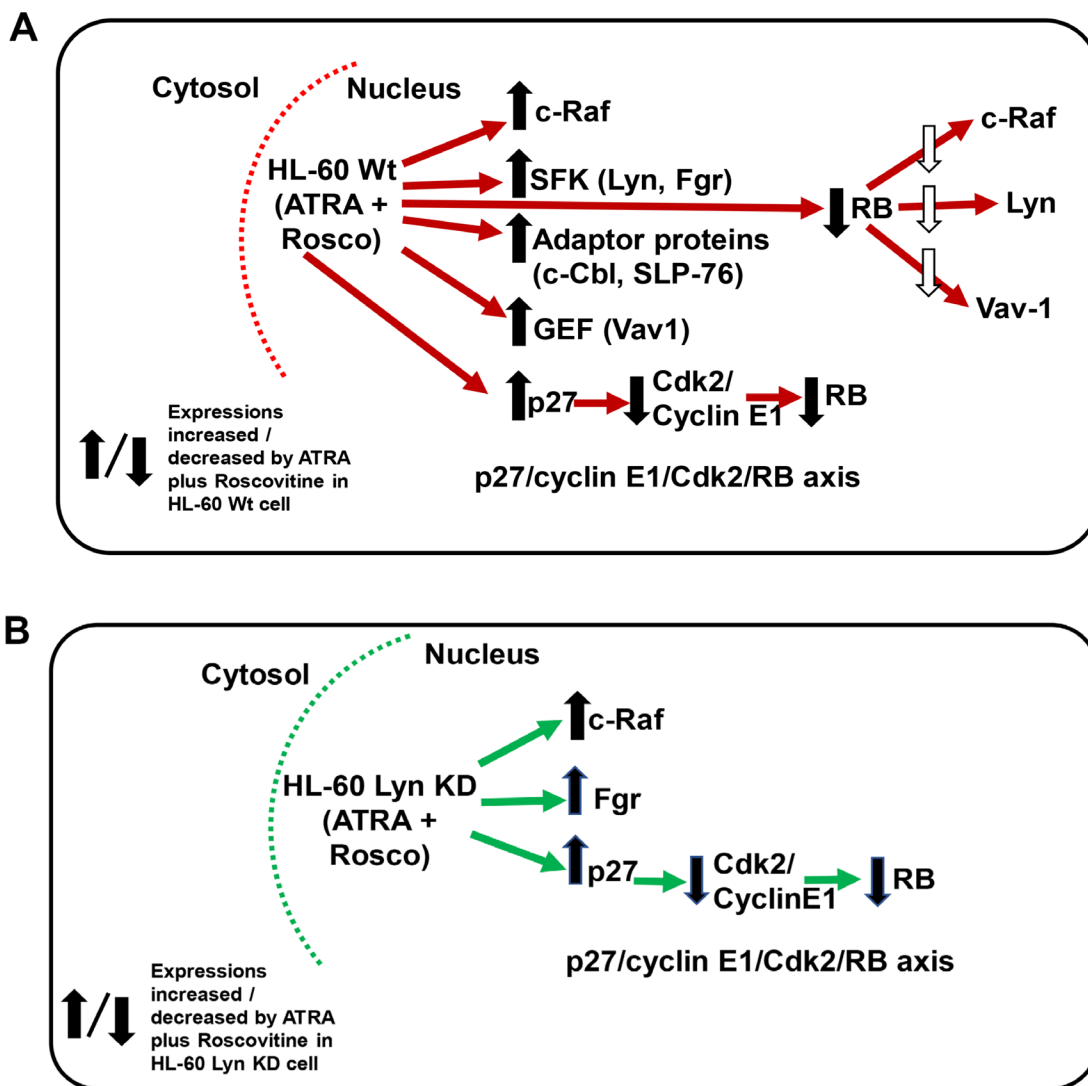 A
Cytosol
Nucleus
HL-60 Wt
(ATRA +
Rosco)
c-Raf
SFK (Lyn, Fgr)
Adaptor proteins
(c-Cbl, SLP-76)
GEF (Vav1)
p27
Cdk2/
Cyclin E1
RB
RB
c-Raf
Lyn
Vav-1
p27/cyclin E1/Cdk2/RB axis
/
Expressions
increased /
decreased by ATRA
plus Roscovitine in
HL-60 Wt cell
B
Cytosol
Nucleus
HL-60 Lyn KD
(ATRA +
Rosco)
c-Raf
Fgr
p27
Cdk2/
CyclinE1
RB
p27/cyclin E1/Cdk2/RB axis
/
Expressions
increased /
decreased by ATRA
plus Roscovitine in
HL-60 Lyn KD cell